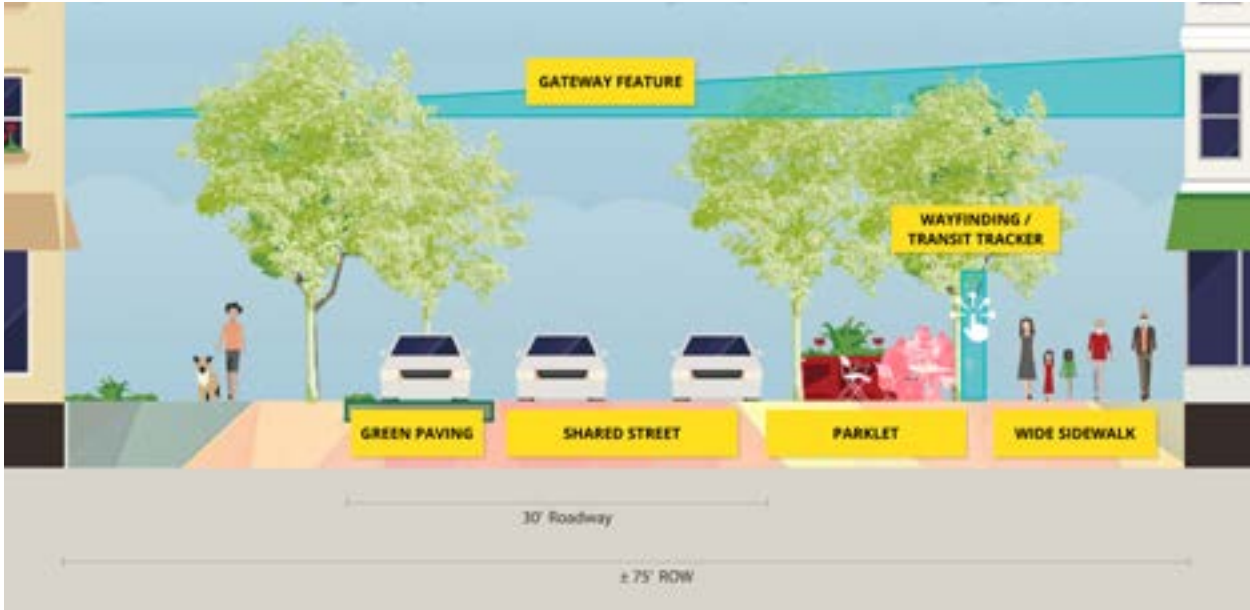 GATEWAY FEATURE
WAYFINDING /
TRANSIT TRACKER
GREEN PAVING
SHARED STREET
PARKLET
WIDE SIDEWALK
30' Roadway
± 75' ROW